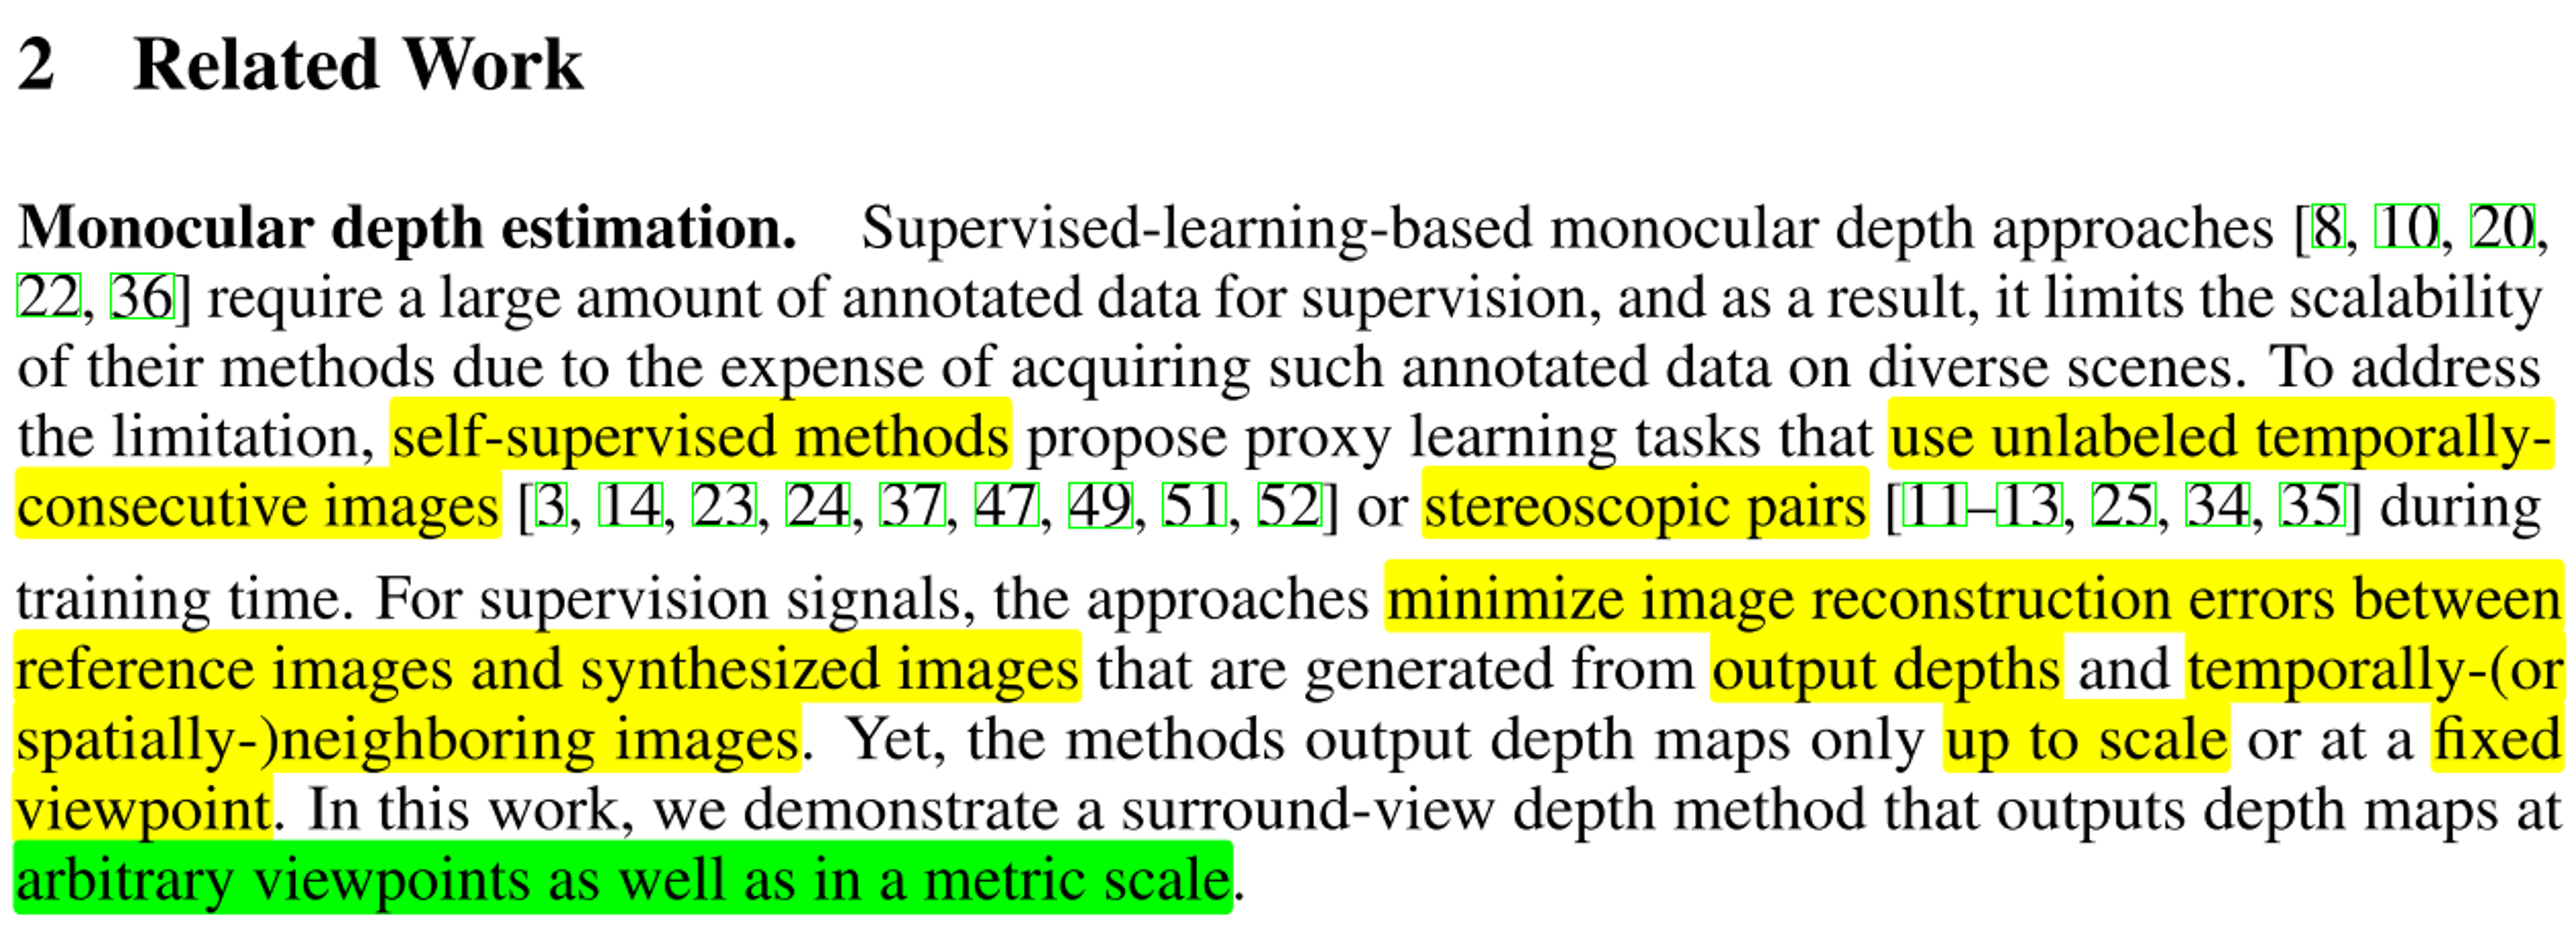 2 Related Work
Monocular depth estimation. Supervised-learning-based monocular depth approaches [8, 10, 20,
22, 36] require a large amount of annotated data for supervision, and as a result, it limits the scalability
of their methods due to the expense of acquiring such annotated data on diverse scenes. To address
the limitation, self-supervised methods propose proxy learning tasks that use unlabeled temporally-
consecutive images [3, 14, 23, 24, 37, 47, 49, 51, 52] or stereoscopic pairs [11–13, 25, 34, 35] during
training time. For supervision signals, the approaches minimize image reconstruction errors between
reference images and synthesized images that are generated from output depths and temporally-(or
spatially-)neighboring images. Yet, the methods output depth maps only up to scale or at a fixed
viewpoint. In this work, we demonstrate a surround-view depth method that outputs depth maps at
arbitrary viewpoints as well as in a metric scale.